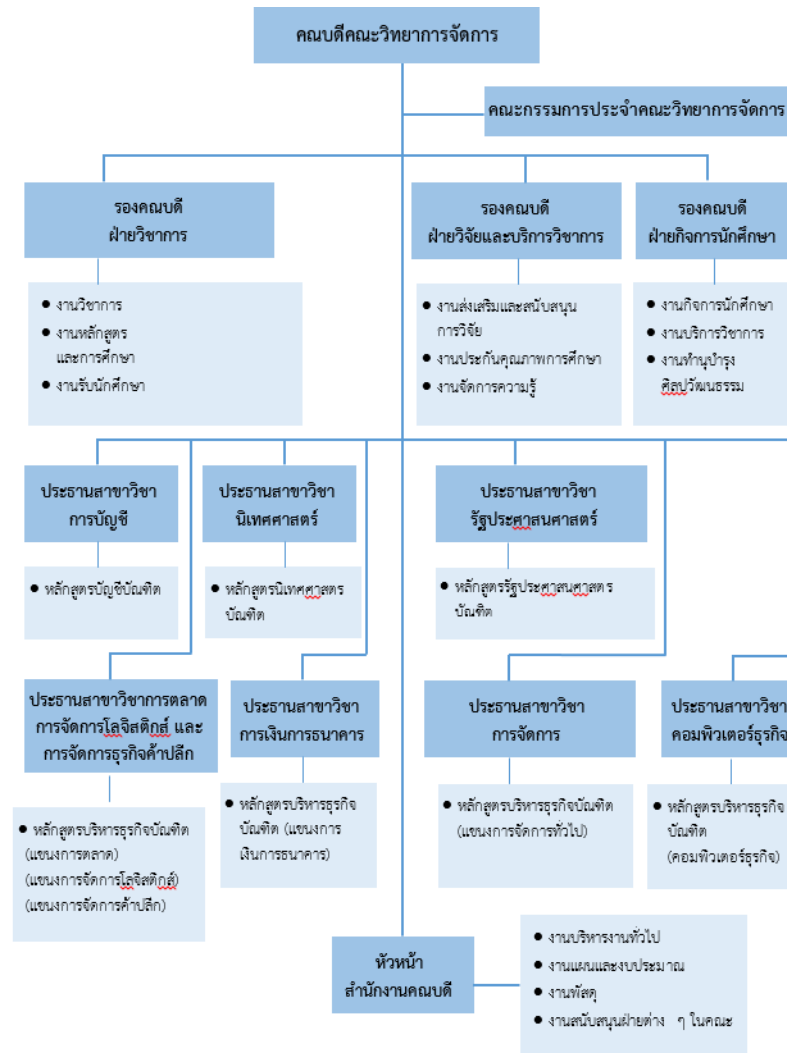 คณบดีคณะวิทยาการจัดการ
คณะกรรมการประจำคณะวิทยาการจัดการ
รองคณบดี
ฝ่ายวิชาการ
● งานวิชาการ
● งานหลักสูตร
และการศึกษา
● งานรับนักศึกษา
รองคณบดี
ฝ่ายวิจัยและบริการวิชาการ
● งานส่งเสริมและสนับสนุน
การวิจัย
● งานประกันคุณภาพการศึกษา
● งานจัดการความรู้
รองคณบดี
ฝ่ายกิจการนักศึกษา
● งานกิจการนักศึกษา
● งานบริการวิชาการ
● งานทำนุบำรุง
ศิลปวัฒนธรรม
ประธานสาขาวิชา
การบัญชี
● หลักสูตรบัญชีบัณฑิต
ประธานสาขาวิชา
นิเทศศาสตร์
● หลักสูตรนิเทศศาสตร
บัณฑิต
ประธานสาขาวิชา
รัฐประศาสนศาสตร์
● หลักสูตรรัฐประศาสนศาสตร
บัณฑิต
ประธานสาขาวิชาการตลาด
การจัดการโลจิสติกส์ และ
การจัดการธุรกิจค้าปลีก
● หลักสูตรบริหารธุรกิจบัณฑิต
(แขนงการตลาด)
(แขนงการจัดการโลจิสติกส์)
(แขนงการจัดการค้าปลีก)
ประธานสาขาวิชา
การเงินการธนาคาร
● หลักสูตรบริหารธุรกิจ
บัณฑิต (แขนงการ
เงินการธนาคาร)
ประธานสาขาวิชา
การจัดการ
● หลักสูตรบริหารธุรกิจบัณฑิต
(แขนงการจัดการทั่วไป)
ประธานสาขาวิชา
คอมพิวเตอร์ธุรกิจ
● หลักสูตรบริหารธุรกิจ
บัณฑิต
(คอมพิวเตอร์ธุรกิจ)
หัวหน้า
สำนักงานคณบดี
● งานบริหารงานทั่วไป
● งานแผนและงบประมาณ
● งานพัสดุ
● งานสนับสนุนฝ่ายต่าง ๆ ในคณะ